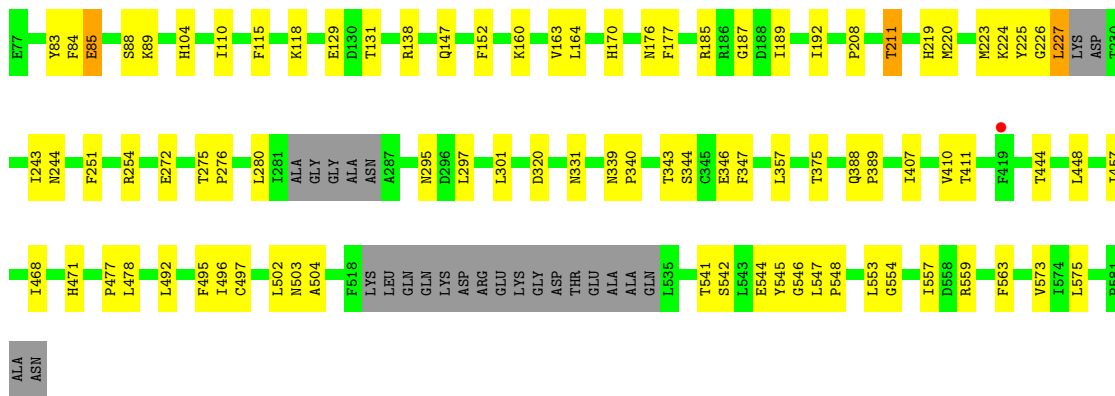 E77 Y83 F84 E85 S88 K89 H104 I110 F115 K118 E129 D130 T131 R138 Q147 F152 K160 V163 L164 H170 N176 F177 R185 R186 G187 D188 I189 I192 P208 T211 H219 M220 M223 K224 Y225 G226 L227 LYS ASP T230
I243 N244 F251 R254 E272 T275 P276 L280 I281 ALA GLY GLY ALA ASN A287 N295 D296 L297 L301 D320 N331 N339 P340 T343 S344 C345 E346 F347 L357 T375 Q388 P389 I407 V410 T411 F419 T444 L448 I457
I468 H471 P477 L478 L492 F495 I496 C497 L502 N503 A504 F518 LYS LEU GLN GLN LYS ASP ARG GLU LYS GLY ASP THR GLU ALA ALA GLN L535 T541 S542 L543 E544 Y545 G546 L547 P548 L553 G554 I557 D558 R559 F563 V573 I574 L575 P581
ALA ASN